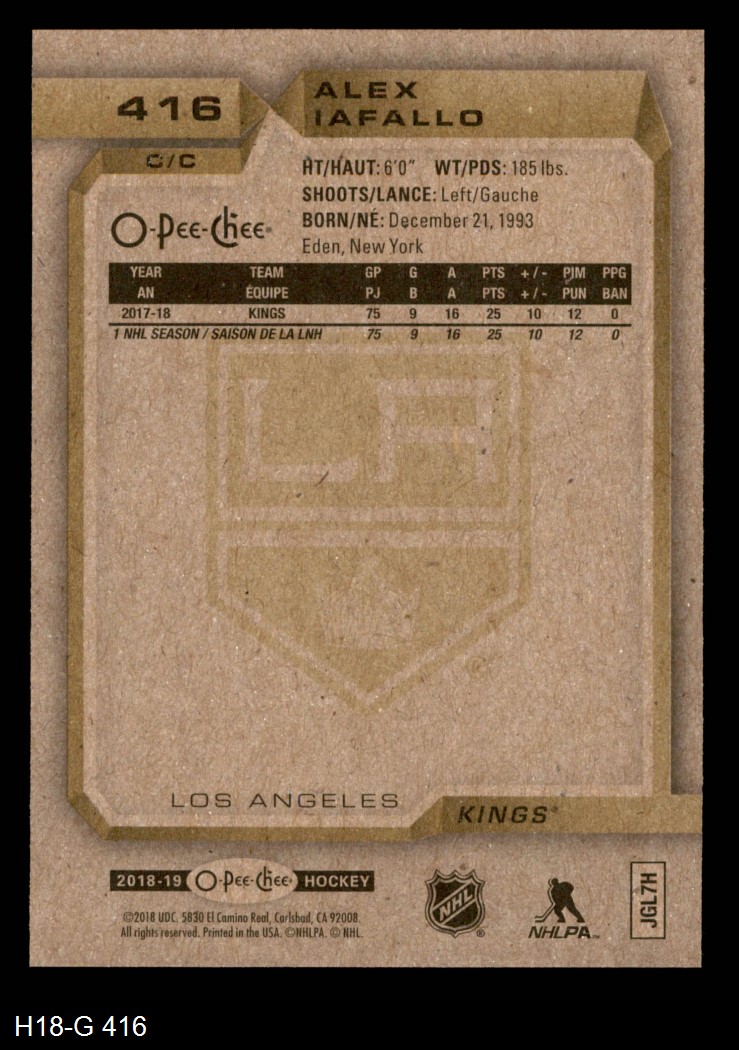 416
ALEX
IAFALLO
C/C
HT/HAUT: 6'0" WT/PDS: 185 lbs.
SHOOTS/LANCE: Left/Gauche
BORN/NÉ: December 21, 1993
Eden, New York
O-Pee-Chee
YEAR TEAM GP G A PTS +/- PIM PPG
AN ÉQUIPE PJ B A PTS +/- PUN BAN
2017-18 KINGS 75 9 16 25 10 12 0
1 NHL SEASON / SAISON DE LA LNH 75 9 16 25 10 12 0
LA
LOS ANGELES
KINGS
2018-19 O-Pee-Chee HOCKEY
©2018 UDC. 5830 El Camino Real, Carlsbad, CA 92008.
All rights reserved. Printed in the USA. ©NHLPA. © NHL.
NHL ®
NHLPA™
JGL7H
H18-G 416